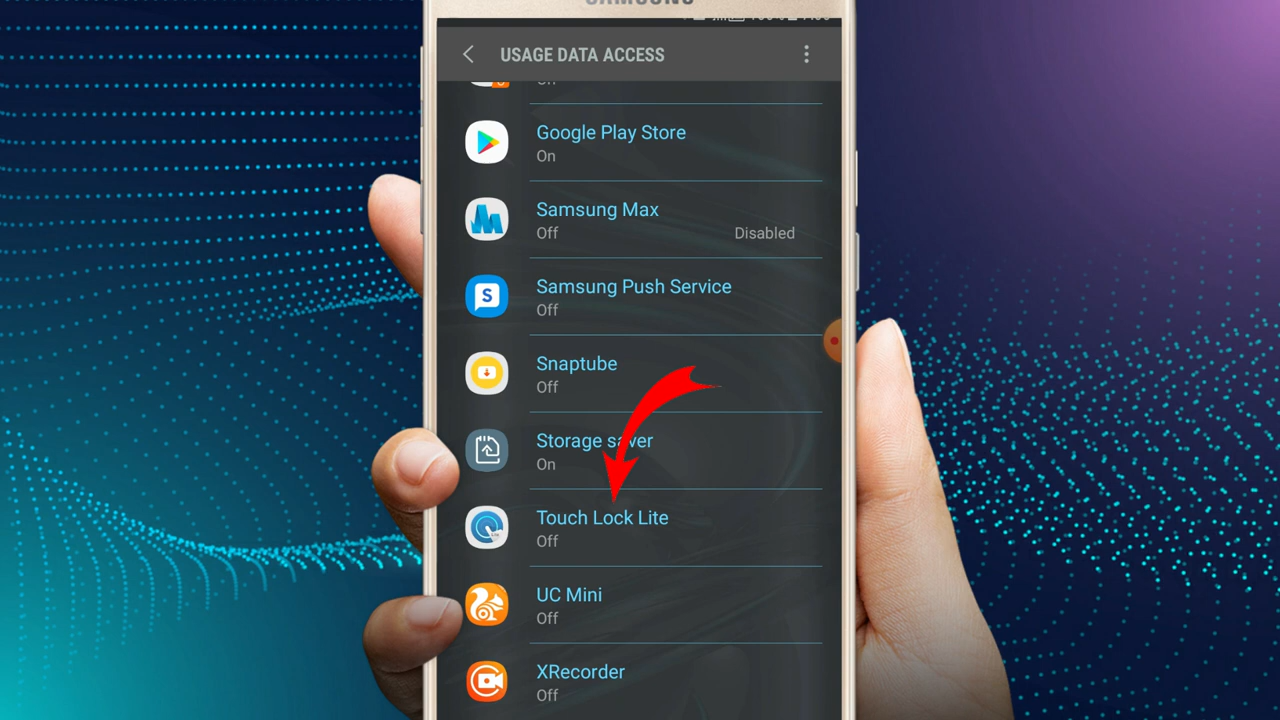 SAMSUNG
USAGE DATA ACCESS
Off
Google Play Store
On
Samsung Max
Off
Disabled
Samsung Push Service
Off
Snaptube
Off
Storage saver
On
Touch Lock Lite
Off
UC Mini
Off
XRecorder
Off